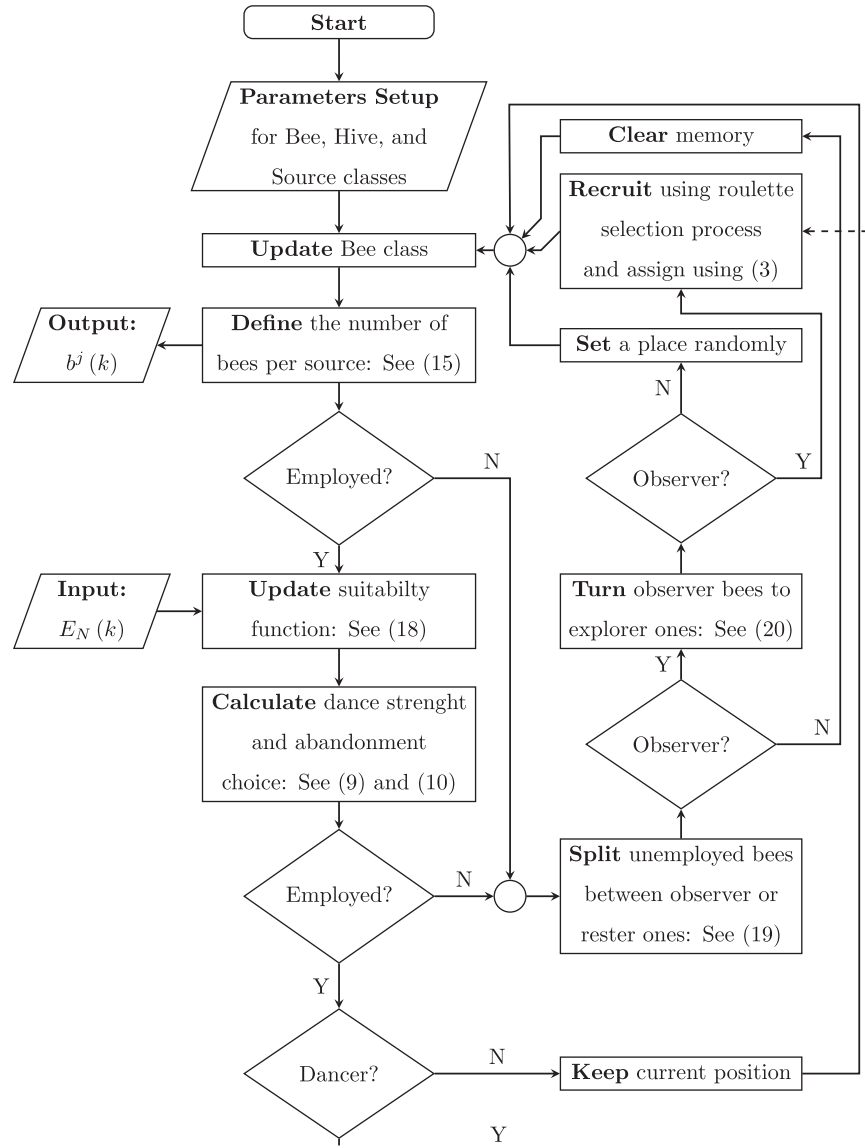 Start
Parameters Setup
for Bee, Hive, and
Source classes
Update Bee class
Define the number of
bees per source: See (15)
Output:
b^j (k)
Employed?
N
Y
Input:
E_N (k)
Update suitabilty
function: See (18)
Calculate dance strenght
and abandonment
choice: See (9) and (10)
Employed?
N
Y
Dancer?
N
Y
Keep current position
Split unemployed bees
between observer or
rester ones: See (19)
Observer?
N
Y
Turn observer bees to
explorer ones: See (20)
Observer?
Y
N
Set a place randomly
Recruit using roulette
selection process
and assign using (3)
Clear memory